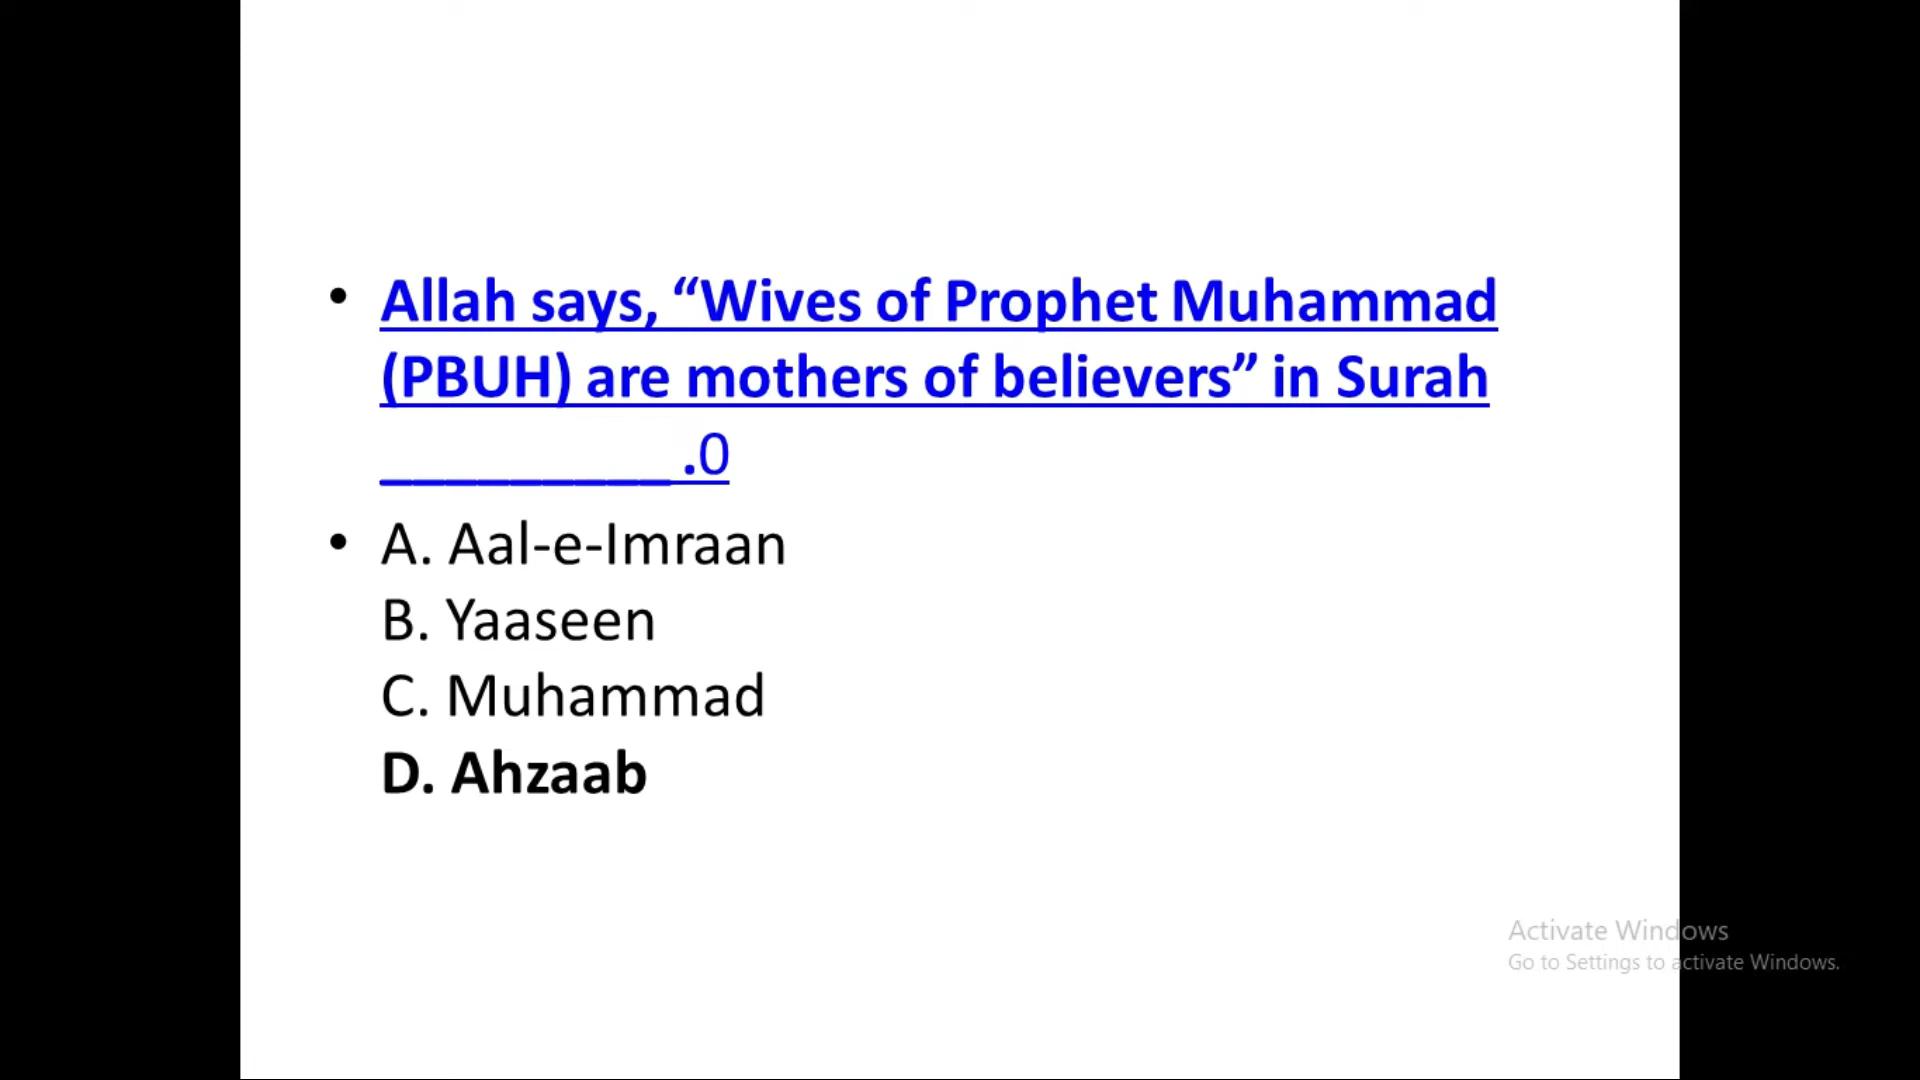 • Allah says, “Wives of Prophet Muhammad
(PBUH) are mothers of believers” in Surah
_________ .0
• A. Aal-e-Imraan
B. Yaaseen
C. Muhammad
D. Ahzaab
Activate Windows
Go to Settings to activate Windows.